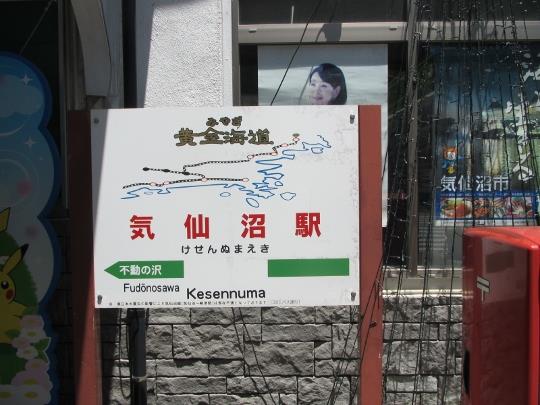 みやぎ
黄金海道
気仙沼駅
けせんぬまえき
不動の沢
Fudōnosawa
Kesennuma
気仙沼市